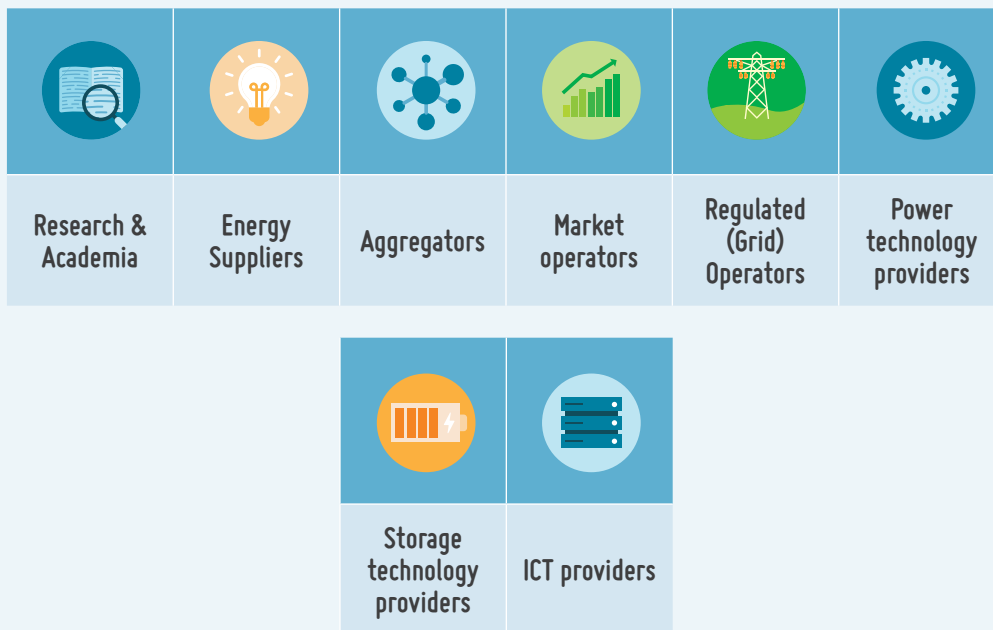 Research &
Academia
Energy
Suppliers
Aggregators
Market
operators
Regulated
(Grid)
Operators
Power
technology
providers
Storage
technology
providers
ICT providers